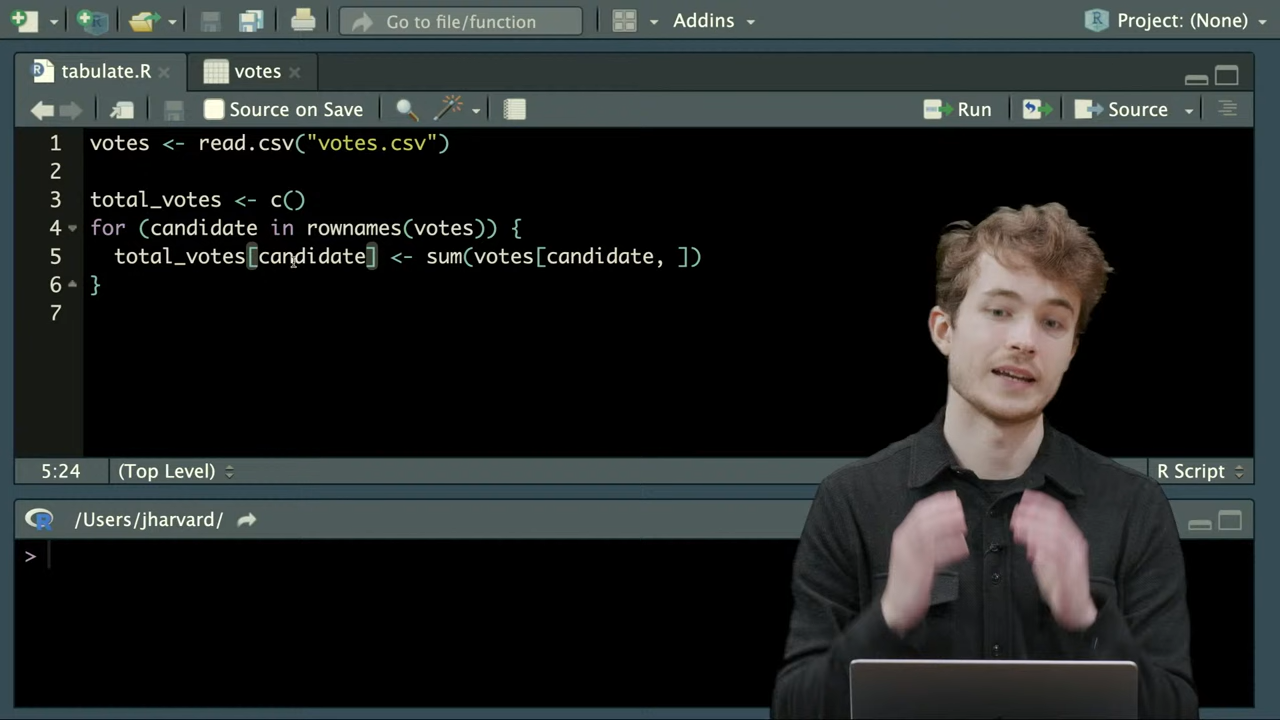 Go to file/function
Addins
Project: (None)
tabulate.R
votes
Source on Save
Run
Source
1 votes <- read.csv("votes.csv")
2
3 total_votes <- c()
4 for (candidate in rownames(votes)) {
5   total_votes[candidate] <- sum(votes[candidate, ])
6 }
7
5:24
(Top Level)
R Script
/Users/jharvard/
>